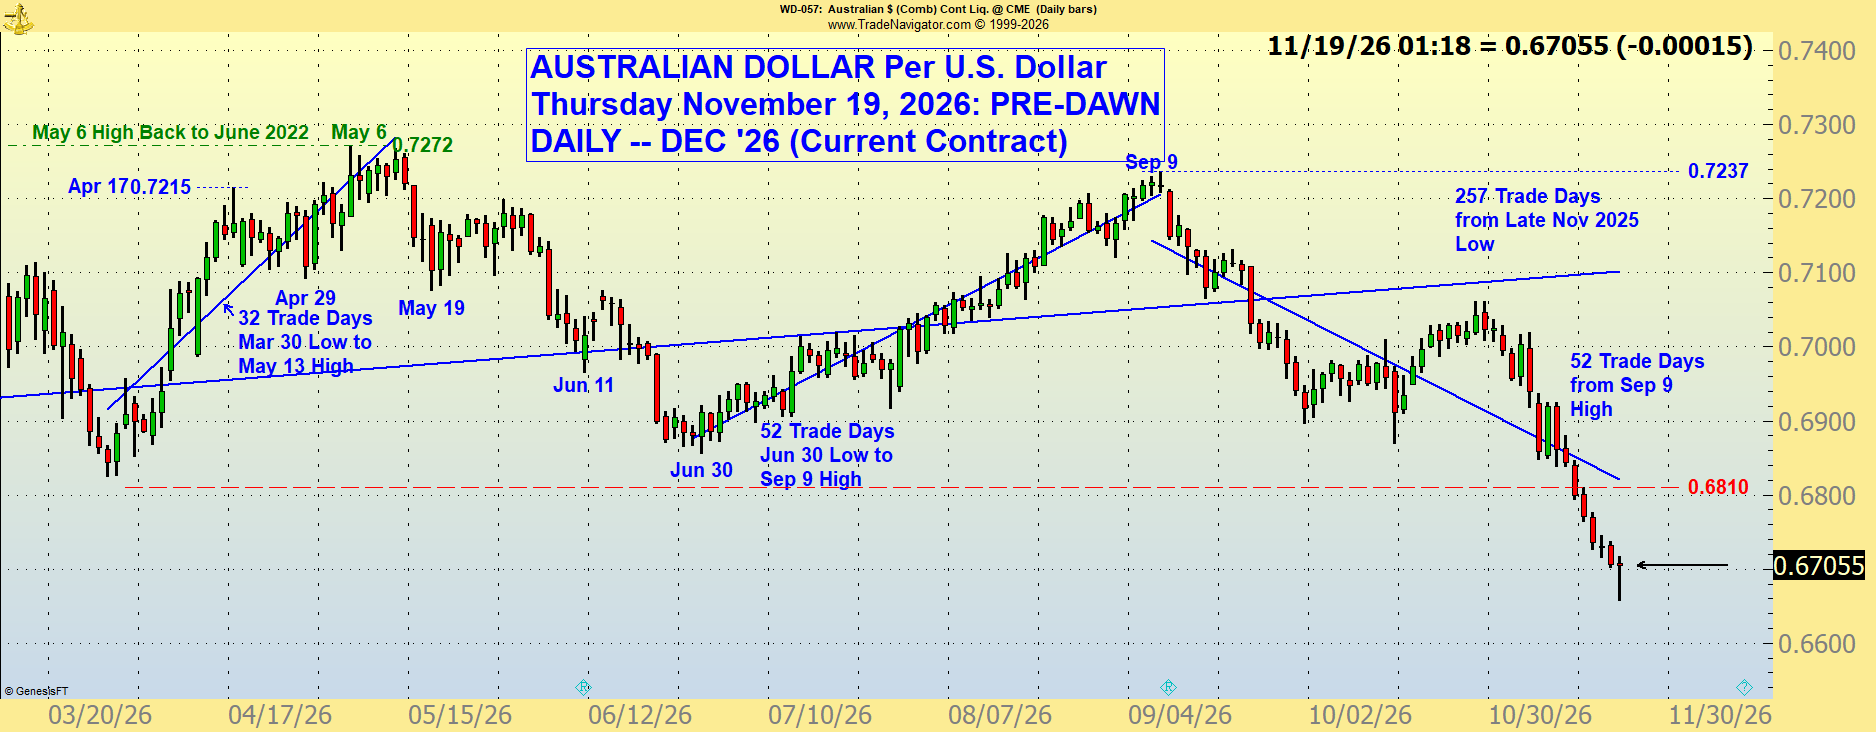 WD-057: Australian $ (Comb) Cont Liq. @ CME (Daily bars)
www.TradeNavigator.com © 1999-2026
11/19/26 01:18 = 0.67055 (-0.00015)
AUSTRALIAN DOLLAR Per U.S. Dollar
Thursday November 19, 2026: PRE-DAWN
DAILY -- DEC '26 (Current Contract)
May 6 High Back to June 2022
May 6
0.7272
Apr 17 0.7215
Sep 9
0.7237
257 Trade Days
from Late Nov 2025
Low
Apr 29
32 Trade Days
Mar 30 Low to
May 13 High
May 19
Jun 11
Jun 30
52 Trade Days
Jun 30 Low to
Sep 9 High
52 Trade Days
from Sep 9
High
0.6810
0.7400
0.7300
0.7200
0.7100
0.7000
0.6900
0.6800
0.67055
0.6600
R
R
?
© GenesisFT
03/20/26
04/17/26
05/15/26
06/12/26
07/10/26
08/07/26
09/04/26
10/02/26
10/30/26
11/30/26